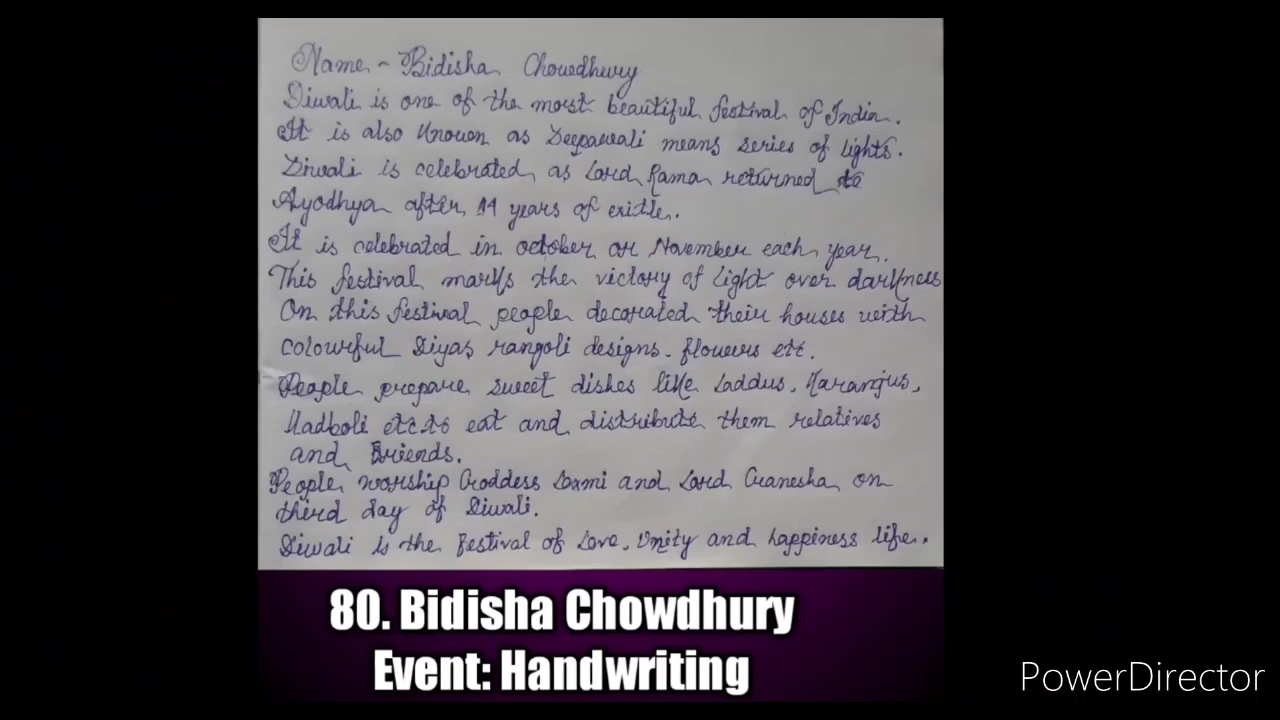 Name - Bidisha Chowdhury
Diwali is one of the most beautiful festival of India.
It is also Known as Deepawali means series of lights.
Diwali is celebrated as Lord Rama returned to
Ayodhya after 14 years of exitle.
It is celebrated in october or November each year.
This festival marks the victory of light over darkness
On this festival people decorated their houses with
colourful Diyas rangoli designs. flowers etc.
People prepare sweet dishes like Laddus, Karangus,
Kadboli etc. to eat and distribute them relatives
and friends.
People worship Goddess Laxmi and Lord Ganesha on
third day of Diwali.
Diwali is the festival of Love, Unity and happiness life.
80. Bidisha Chowdhury
Event: Handwriting
PowerDirector